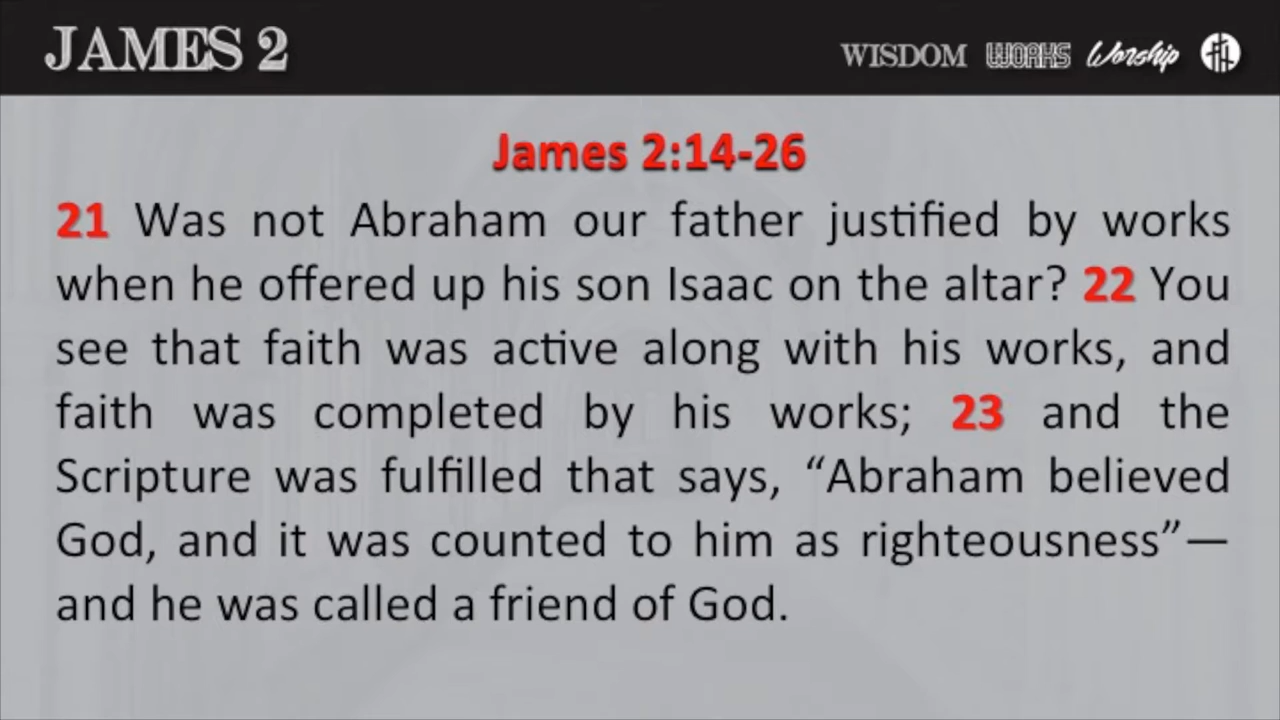 JAMES 2
WISDOM WORKS Worship
James 2:14-26
21 Was not Abraham our father justified by works
when he offered up his son Isaac on the altar? 22 You
see that faith was active along with his works, and
faith was completed by his works; 23 and the
Scripture was fulfilled that says, “Abraham believed
God, and it was counted to him as righteousness”—
and he was called a friend of God.